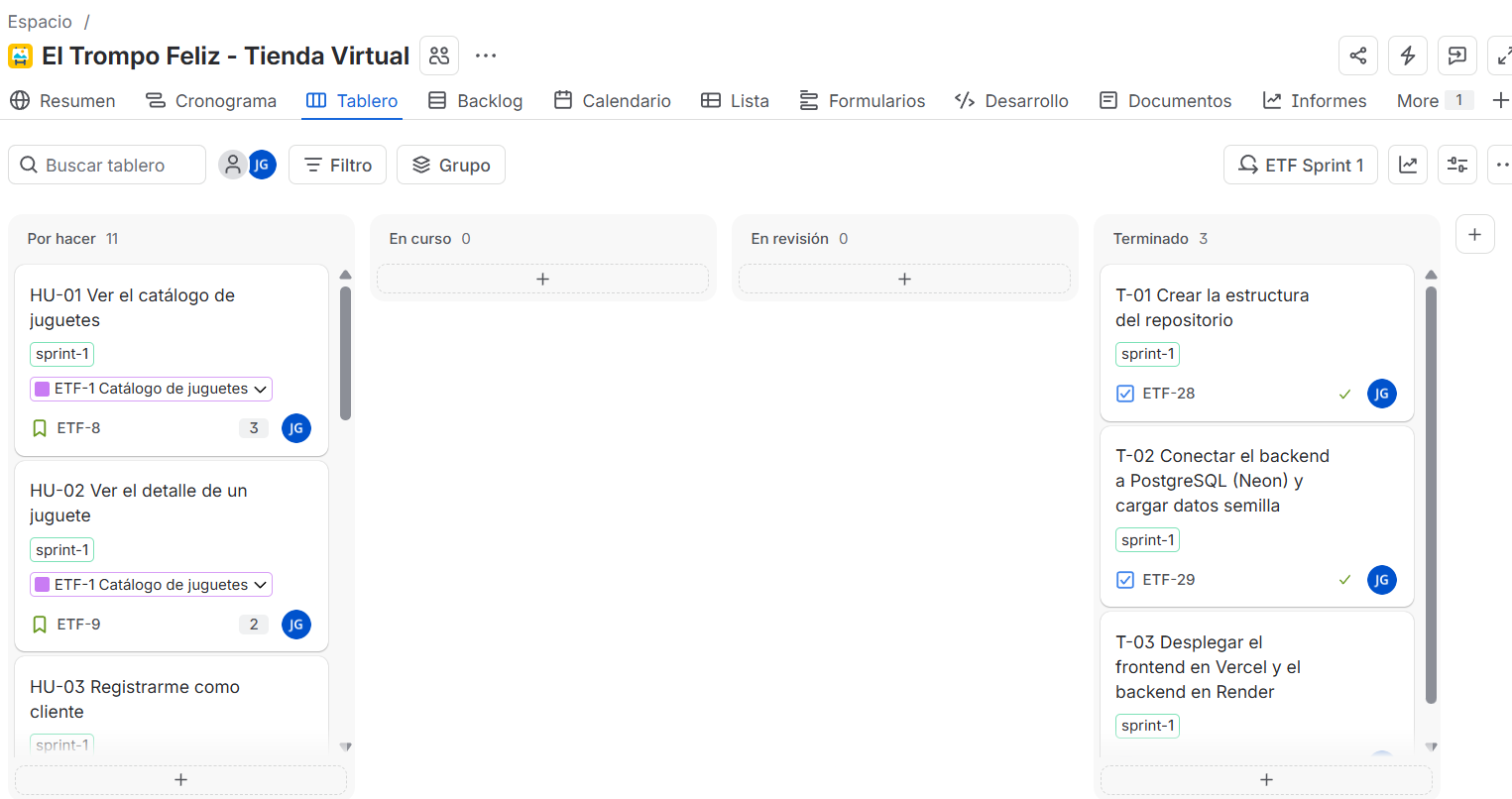 Espacio /
El Trompo Feliz - Tienda Virtual
Resumen Cronograma Tablero Backlog Calendario Lista Formularios Desarrollo Documentos Informes More 1
Buscar tablero JG Filtro Grupo ETF Sprint 1
Por hacer 11
HU-01 Ver el catálogo de
juguetes
sprint-1
ETF-1 Catálogo de juguetes
ETF-8 3 JG
HU-02 Ver el detalle de un
juguete
sprint-1
ETF-1 Catálogo de juguetes
ETF-9 2 JG
HU-03 Registrarme como
cliente
sprint-1
En curso 0
En revisión 0
Terminado 3
T-01 Crear la estructura
del repositorio
sprint-1
ETF-28 JG
T-02 Conectar el backend
a PostgreSQL (Neon) y
cargar datos semilla
sprint-1
ETF-29 JG
T-03 Desplegar el
frontend en Vercel y el
backend en Render
sprint-1